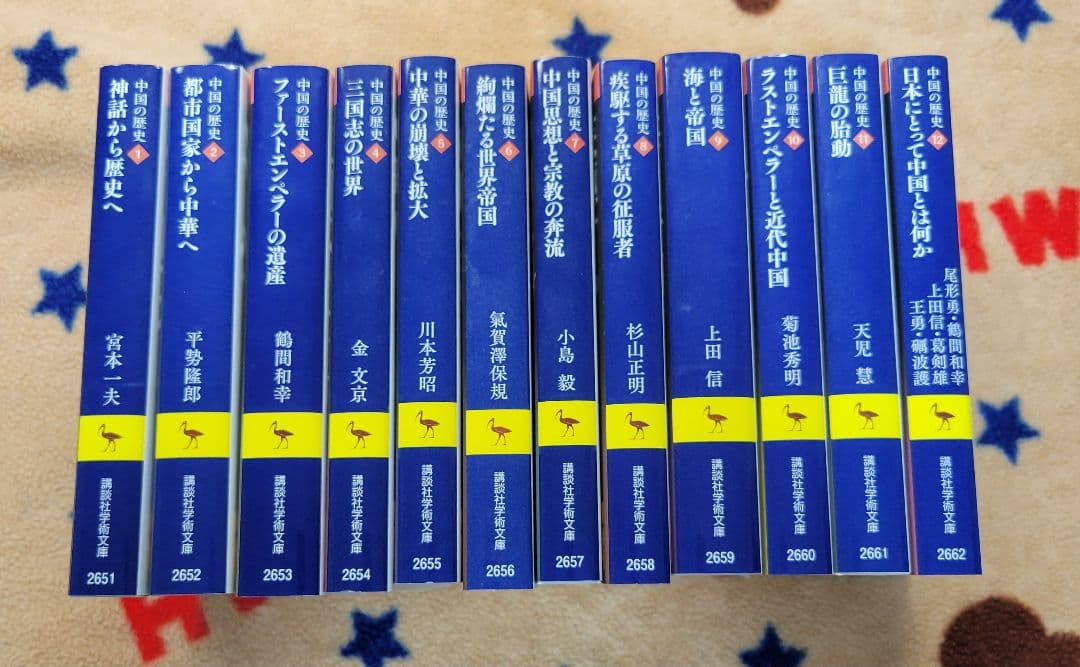 中国の歴史 1
神話から歴史へ
宮本一夫
講談社学術文庫
2651
中国の歴史 2
都市国家から中華へ
平㔟隆郎
講談社学術文庫
2652
中国の歴史 3
ファーストエンペラーの遺産
鶴間和幸
講談社学術文庫
2653
中国の歴史 4
三国志の世界
金 文京
講談社学術文庫
2654
中国の歴史 5
中華の崩壊と拡大
川本芳昭
講談社学術文庫
2655
中国の歴史 6
絢爛たる世界帝国
氣賀澤保規
講談社学術文庫
2656
中国の歴史 7
中国思想と宗教の奔流
小島 毅
講談社学術文庫
2657
中国の歴史 8
疾駆する草原の征服者
杉山正明
講談社学術文庫
2658
中国の歴史 9
海と帝国
上田 信
講談社学術文庫
2659
中国の歴史 10
ラストエンペラーと近代中国
菊池秀明
講談社学術文庫
2660
中国の歴史 11
巨龍の胎動
天児 慧
講談社学術文庫
2661
中国の歴史 12
日本にとって中国とは何か
尾形勇・鶴間和幸
上田信・葛剣雄
王勇・礪波護
講談社学術文庫
2662